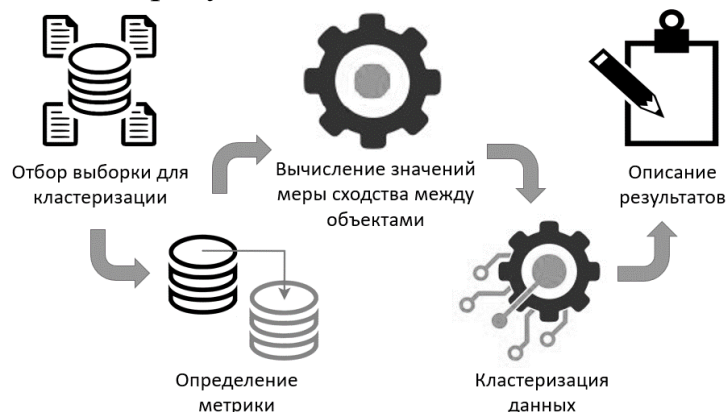 Отбор выборки для
кластеризации
Определение
метрики
Вычисление значений
меры сходства между
объектами
Кластеризация
данных
Описание
результатов